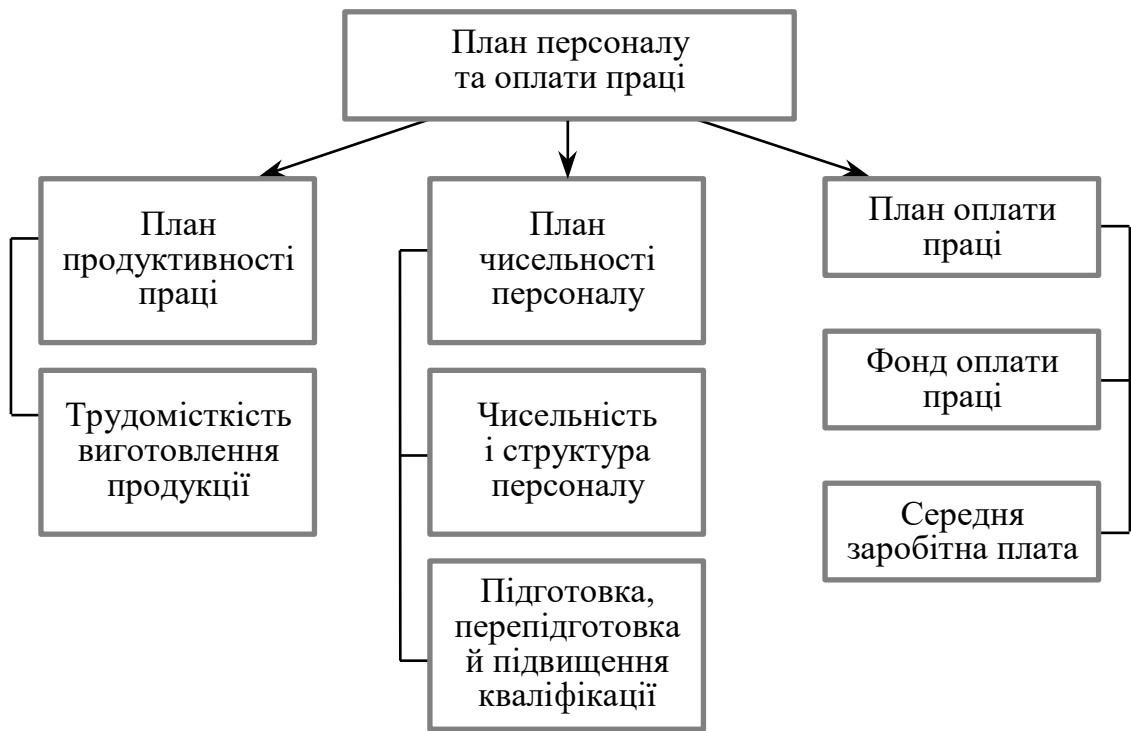 План персоналу
та оплати праці
План
продуктивності
праці
Трудомісткість
виготовлення
продукції
План
чисельності
персоналу
Чисельність
і структура
персоналу
Підготовка,
перепідготовка
й підвищення
кваліфікації
План оплати
праці
Фонд оплати
праці
Середня
заробітна плата